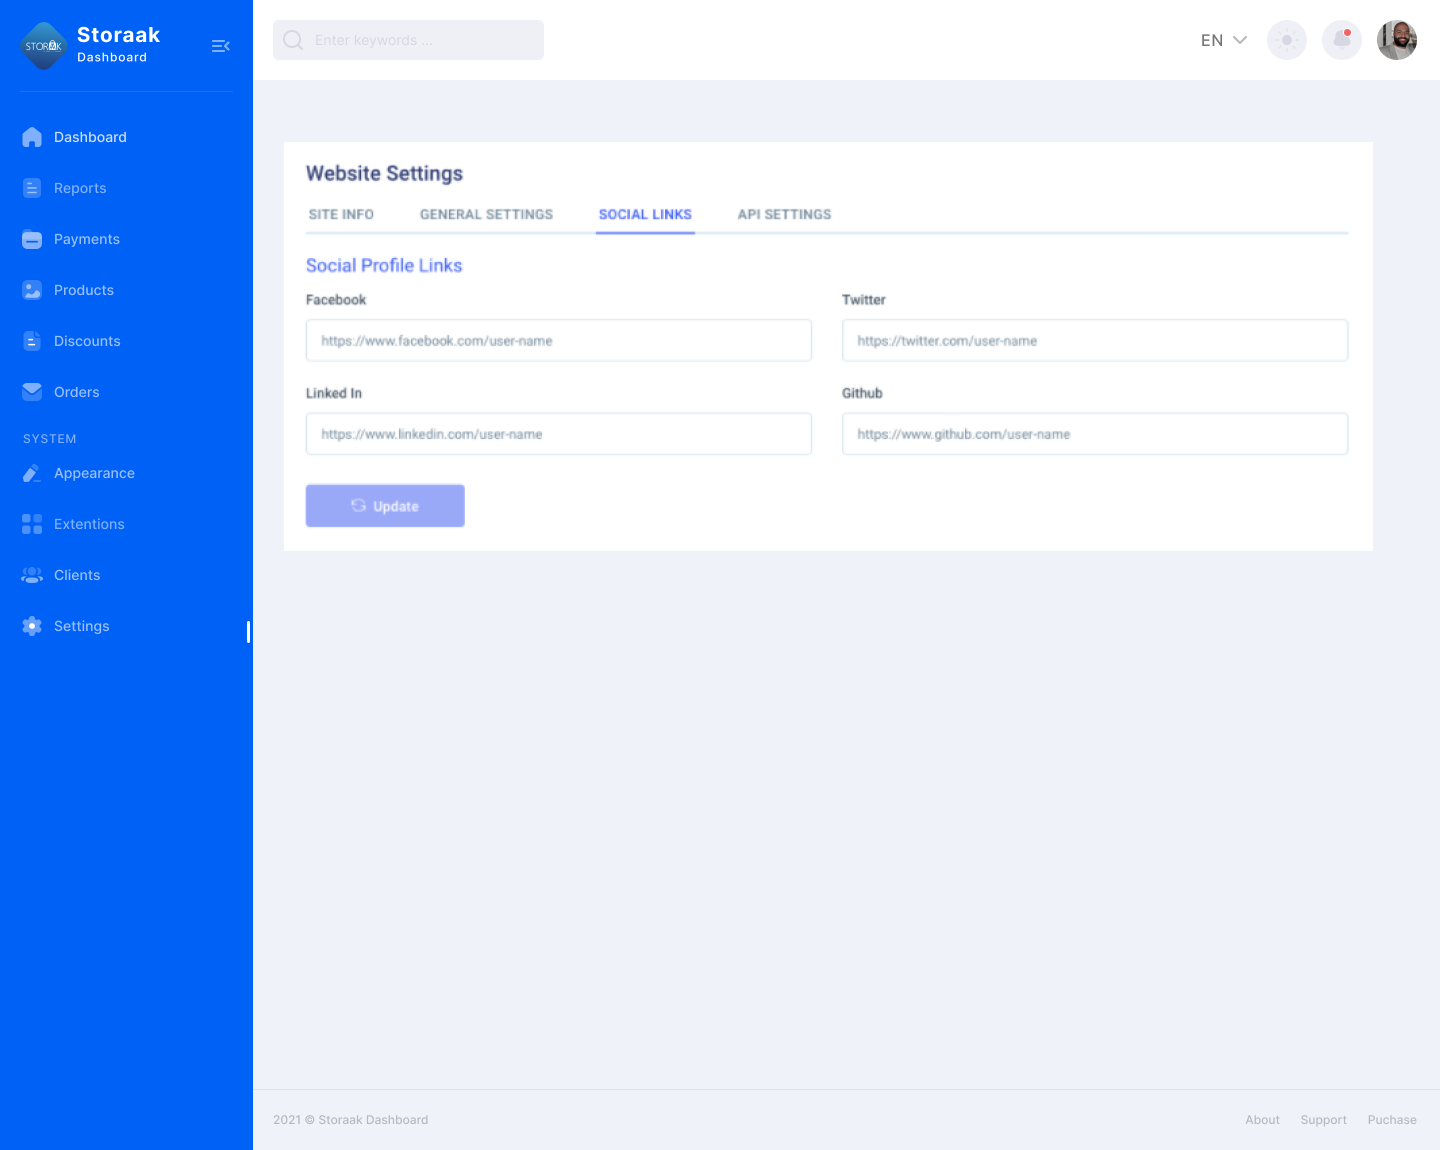 STORAK
Storaak
Dashboard
Enter keywords ...
EN
Dashboard
Reports
Payments
Products
Discounts
Orders
SYSTEM
Appearance
Extentions
Clients
Settings
Website Settings
SITE INFO GENERAL SETTINGS SOCIAL LINKS API SETTINGS
Social Profile Links
Facebook Twitter
https://www.facebook.com/user-name https://twitter.com/user-name
Linked In Github
https://www.linkedin.com/user-name https://www.github.com/user-name
Update
2021 © Storaak Dashboard About Support Puchase